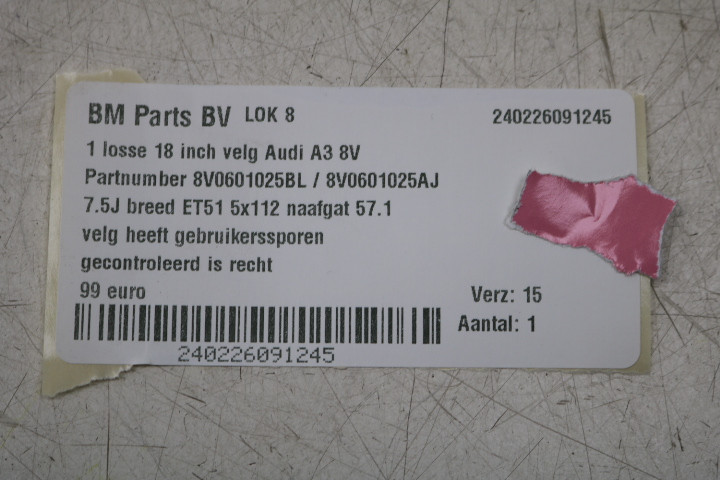 BM Parts BV LOK 8 240226091245
1 losse 18 inch velg Audi A3 8V
Partnumber 8V0601025BL / 8V0601025AJ
7.5J breed ET51 5x112 naafgat 57.1
velg heeft gebruikerssporen
gecontroleerd is recht
99 euro Verz: 15
Aantal: 1
240226091245